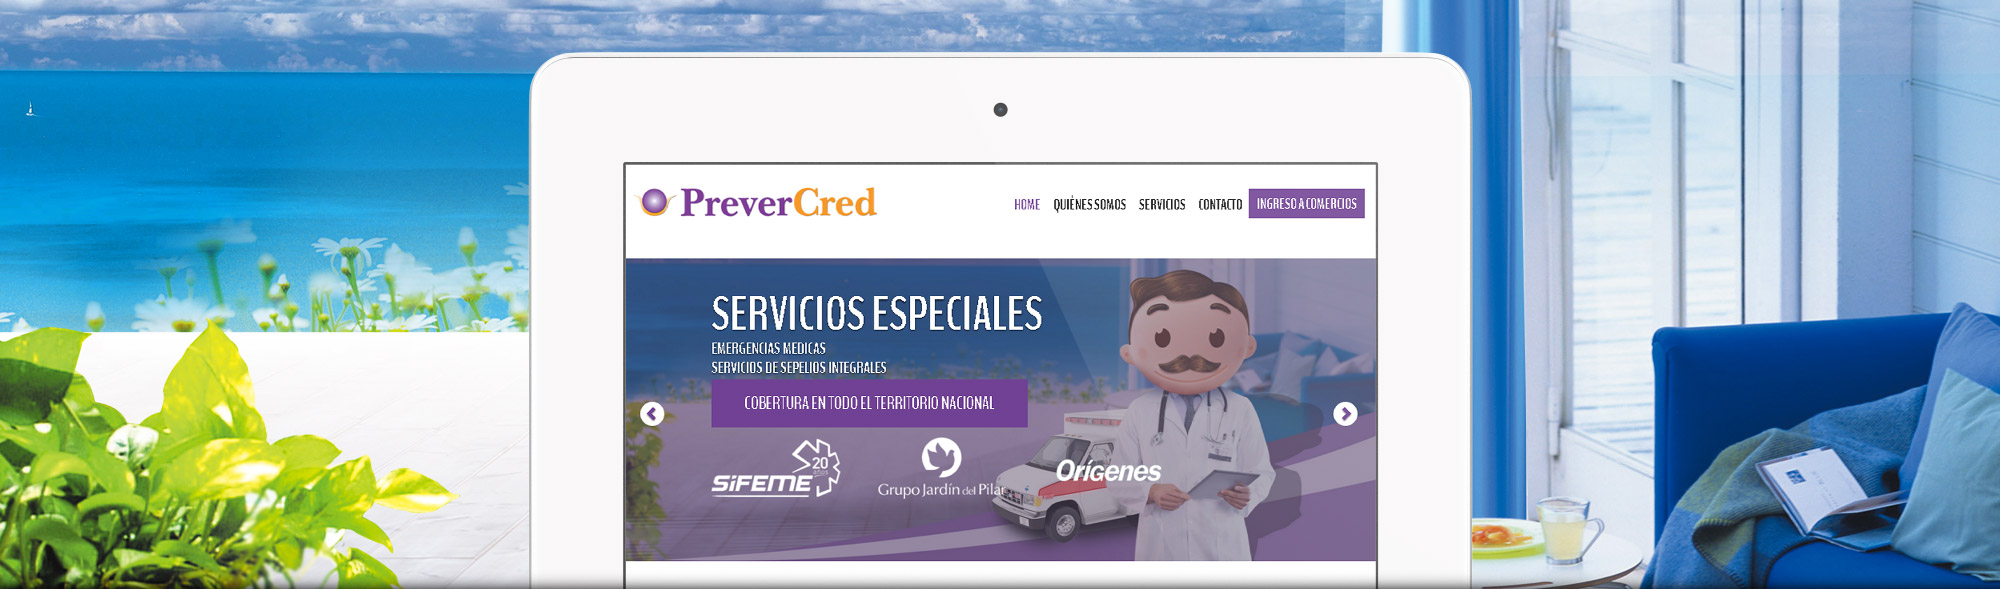 PreverCred
HOME QUIÉNES SOMOS SERVICIOS CONTACTO INGRESO A COMERCIOS
SERVICIOS ESPECIALES
EMERGENCIAS MEDICAS
SERVICIOS DE SEPELIOS INTEGRALES
COBERTURA EN TODO EL TERRITORIO NACIONAL
20 años
SiFEME
Grupo Jardín del Pilar
Orígenes